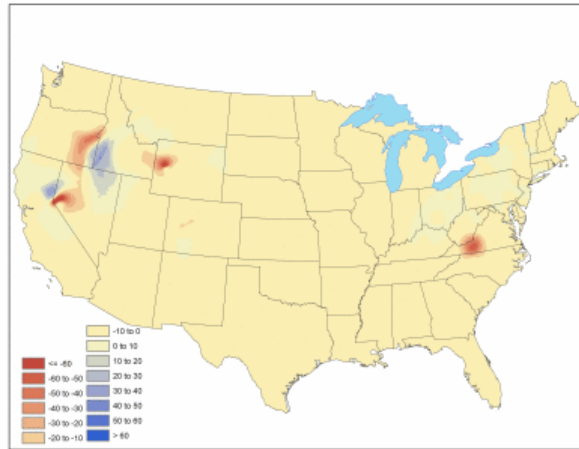 <= -60
-60 to -50
-50 to -40
-40 to -30
-30 to -20
-20 to -10
-10 to 0
0 to 10
10 to 20
20 to 30
30 to 40
40 to 50
50 to 60
> 60